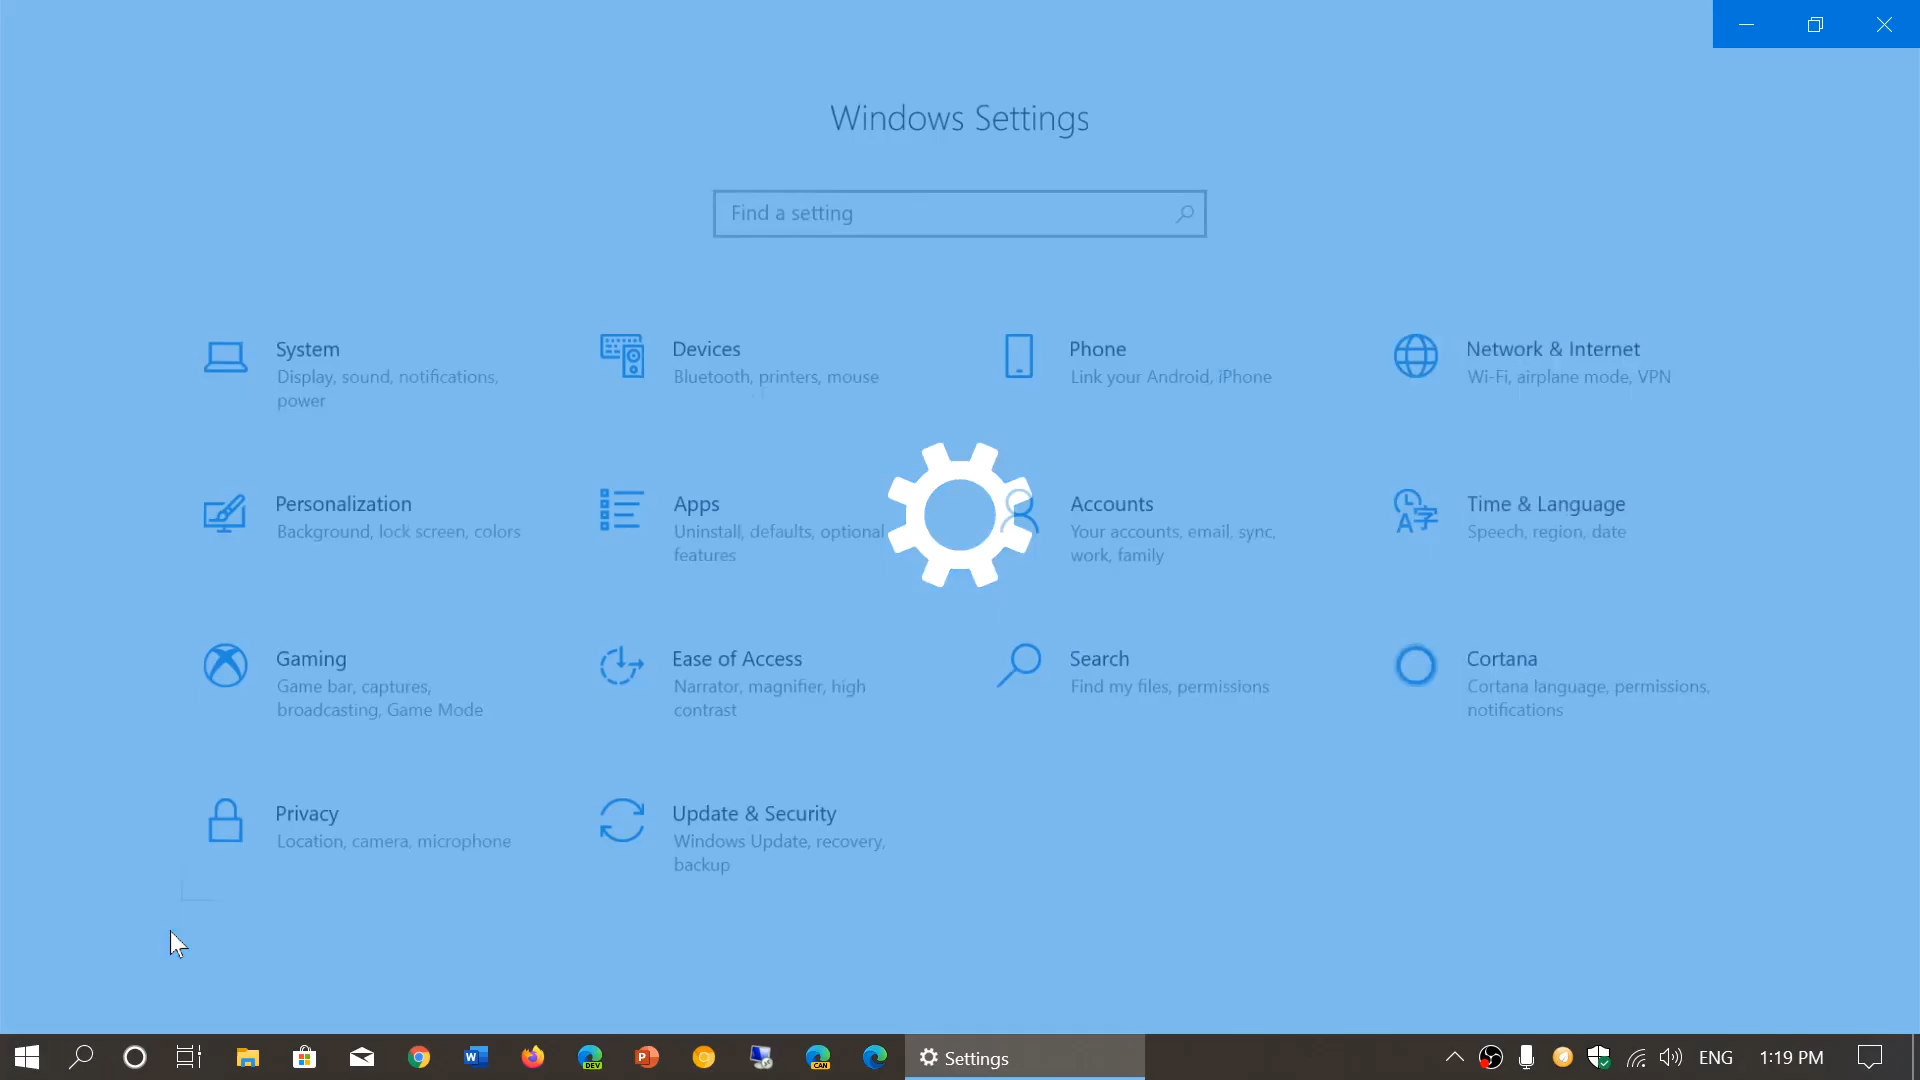 Windows Settings
Find a setting
System
Display, sound, notifications,
power
Devices
Bluetooth, printers, mouse
Phone
Link your Android, iPhone
Network & Internet
Wi-Fi, airplane mode, VPN
Personalization
Background, lock screen, colors
Apps
Uninstall, defaults, optional
features
Accounts
Your accounts, email, sync,
work, family
Time & Language
Speech, region, date
Gaming
Game bar, captures,
broadcasting, Game Mode
Ease of Access
Narrator, magnifier, high
contrast
Search
Find my files, permissions
Cortana
Cortana language, permissions,
notifications
Privacy
Location, camera, microphone
Update & Security
Windows Update, recovery,
backup
W
DEV
P
CAN
Settings
ENG
1:19 PM